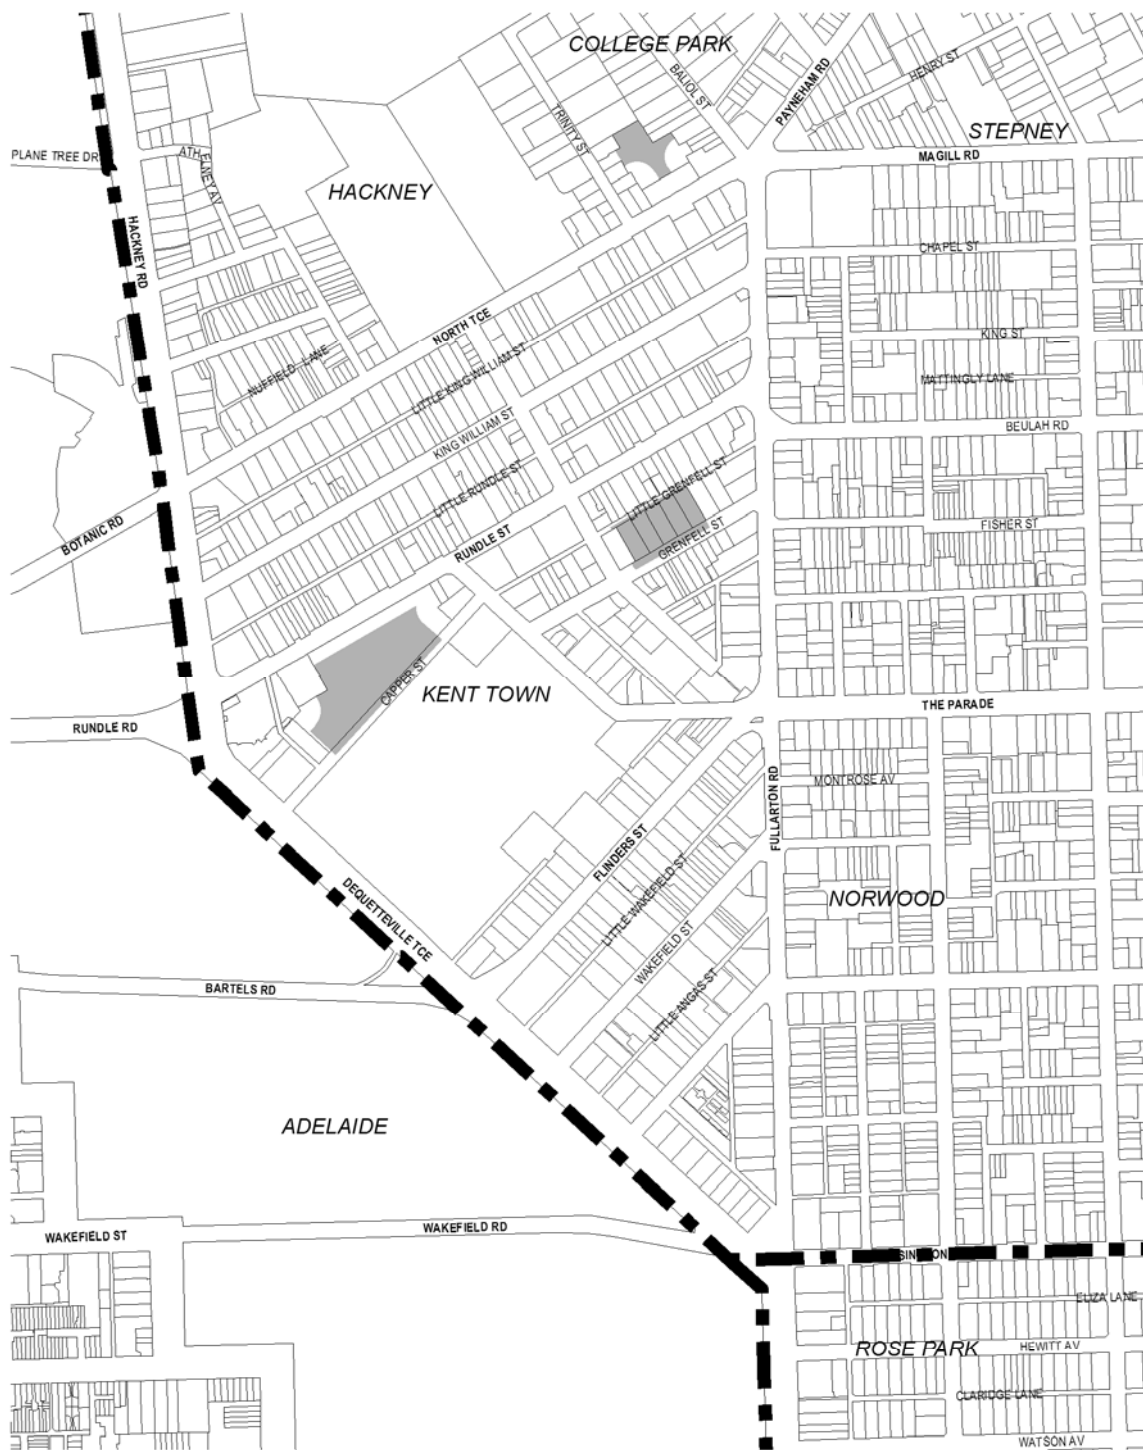 COLLEGE PARK
BALIOL ST
PAYNEHAM RD
HENRY ST
TRINITY ST
STEPNEY
MAGILL RD
PLANE TREE DR
ATHELNEY AV
HACKNEY
HACKNEY RD
CHAPEL ST
NORTH TCE
KING ST
NUFFIELD LANE
LITTLE KING WILLIAM ST
MATTINGLY LANE
KING WILLIAM ST
BEULAH RD
LITTLE RUNDLE ST
LITTLE GRENFELL ST
BOTANIC RD
RUNDLE ST
GRENFELL ST
FISHER ST
CAPPER ST
KENT TOWN
THE PARADE
RUNDLE RD
MONTROSE AV
FULLARTON RD
FLINDERS ST
NORWOOD
LITTLE WAKEFIELD ST
DEQUETTEVILLE TCE
WAKEFIELD ST
BARTELS RD
LITTLE ANGAS ST
ADELAIDE
WAKEFIELD ST
WAKEFIELD RD
ELIZA LANE
ROSE PARK
HEWITT AV
CLARIDGE LANE
WATSON AV